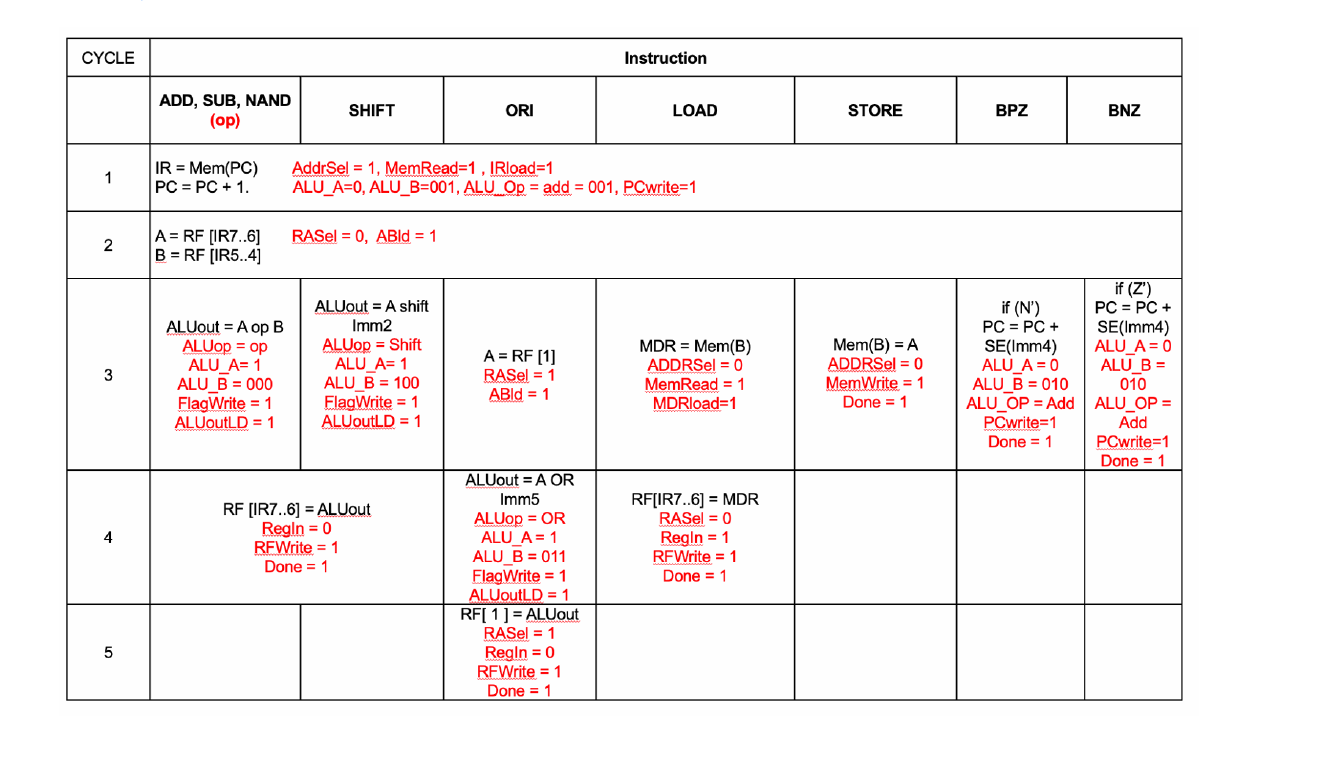 CYCLE
Instruction
ADD, SUB, NAND
(op)
SHIFT
ORI
LOAD
STORE
BPZ
BNZ
1
IR = Mem(PC) AddrSel = 1, MemRead=1 , IRload=1
PC = PC + 1. ALU_A=0, ALU_B=001, ALU_Op = add = 001, PCwrite=1
2
A = RF [IR7..6] RASel = 0, ABld = 1
B = RF [IR5..4]
3
ALUout = A op B
ALUop = op
ALU_A= 1
ALU_B = 000
FlagWrite = 1
ALUoutLD = 1
ALUout = A shift
Imm2
ALUop = Shift
ALU_A= 1
ALU_B = 100
FlagWrite = 1
ALUoutLD = 1
A = RF [1]
RASel = 1
ABld = 1
MDR = Mem(B)
ADDRSel = 0
MemRead = 1
MDRload=1
Mem(B) = A
ADDRSel = 0
MemWrite = 1
Done = 1
if (N')
PC = PC +
SE(Imm4)
ALU_A = 0
ALU_B = 010
ALU_OP = Add
PCwrite=1
Done = 1
if (Z')
PC = PC +
SE(Imm4)
ALU_A = 0
ALU_B =
010
ALU_OP =
Add
PCwrite=1
Done = 1
4
RF [IR7..6] = ALUout
RegIn = 0
RFWrite = 1
Done = 1
ALUout = A OR
Imm5
ALUop = OR
ALU_A = 1
ALU_B = 011
FlagWrite = 1
ALUoutLD = 1
RF[IR7..6] = MDR
RASel = 0
RegIn = 1
RFWrite = 1
Done = 1
5
RF[ 1 ] = ALUout
RASel = 1
RegIn = 0
RFWrite = 1
Done = 1